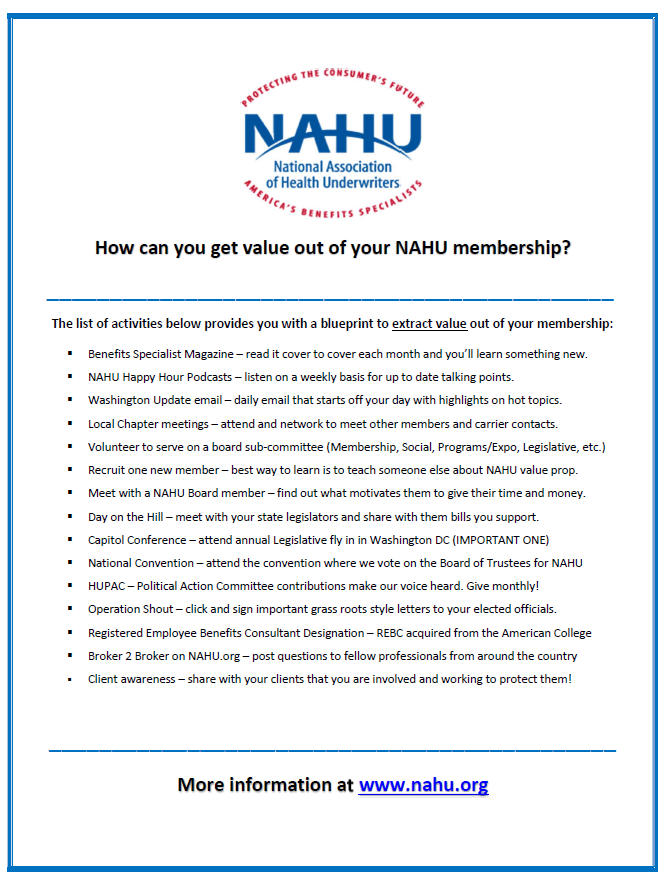 PROTECTING THE CONSUMER'S FUTURE
NAHU
National Association
of Health Underwriters
AMERICA'S BENEFITS SPECIALISTS
How can you get value out of your NAHU membership?
The list of activities below provides you with a blueprint to extract value out of your membership:
▪ Benefits Specialist Magazine – read it cover to cover each month and you'll learn something new.
▪ NAHU Happy Hour Podcasts – listen on a weekly basis for up to date talking points.
▪ Washington Update email – daily email that starts off your day with highlights on hot topics.
▪ Local Chapter meetings – attend and network to meet other members and carrier contacts.
▪ Volunteer to serve on a board sub-committee (Membership, Social, Programs/Expo, Legislative, etc.)
▪ Recruit one new member – best way to learn is to teach someone else about NAHU value prop.
▪ Meet with a NAHU Board member – find out what motivates them to give their time and money.
▪ Day on the Hill – meet with your state legislators and share with them bills you support.
▪ Capitol Conference – attend annual Legislative fly in in Washington DC (IMPORTANT ONE)
▪ National Convention – attend the convention where we vote on the Board of Trustees for NAHU
▪ HUPAC – Political Action Committee contributions make our voice heard. Give monthly!
▪ Operation Shout – click and sign important grass roots style letters to your elected officials.
▪ Registered Employee Benefits Consultant Designation – REBC acquired from the American College
▪ Broker 2 Broker on NAHU.org – post questions to fellow professionals from around the country
▪ Client awareness – share with your clients that you are involved and working to protect them!
More information at www.nahu.org